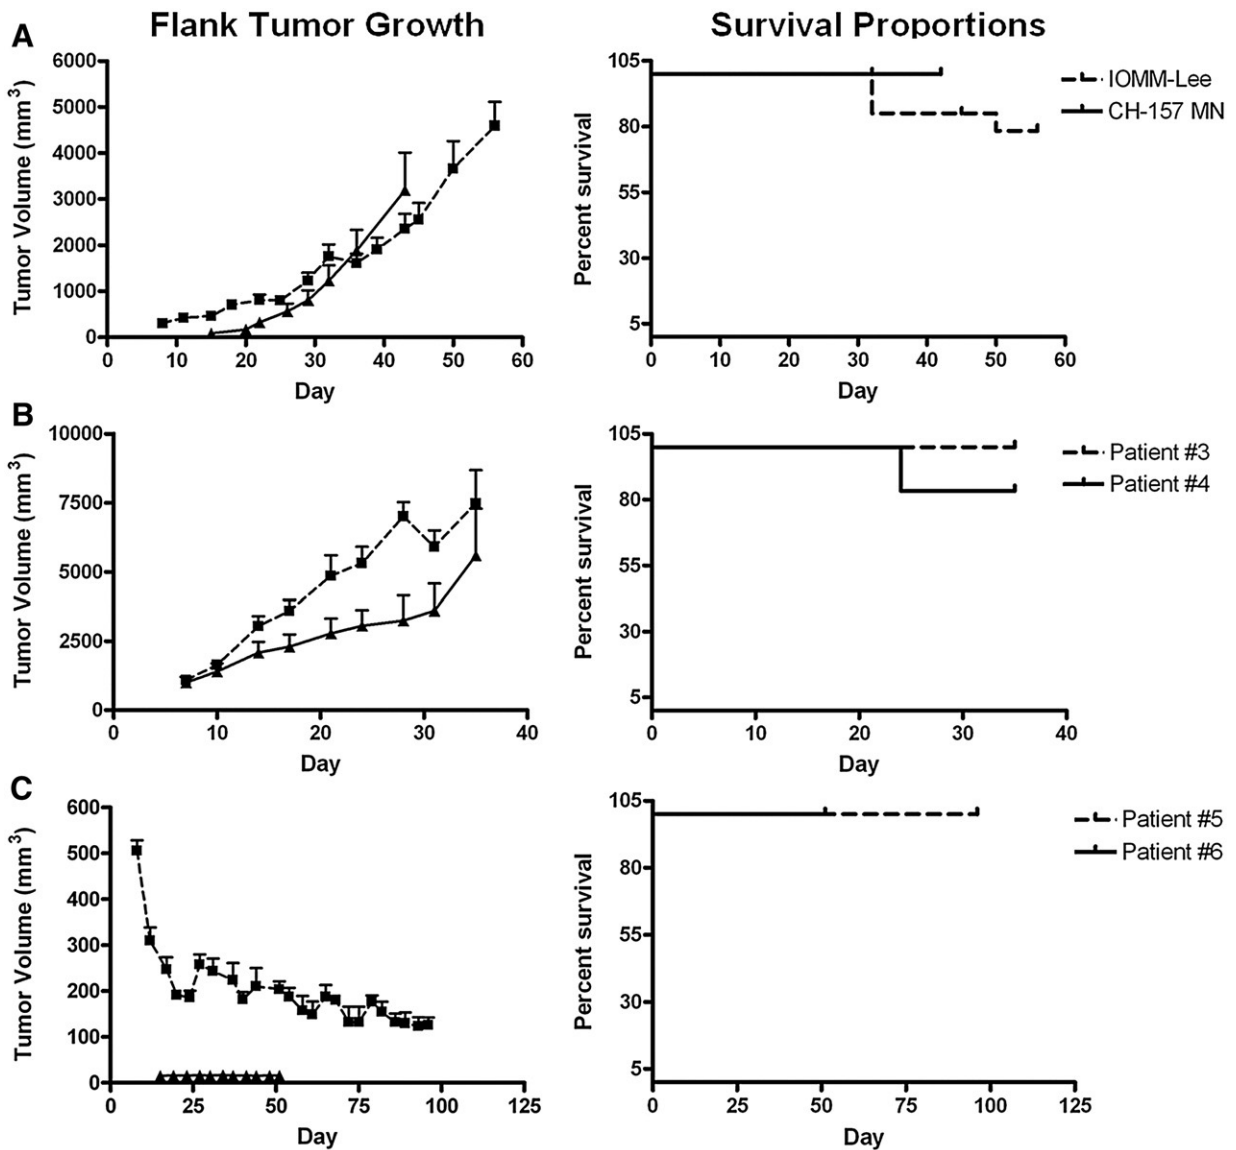 Flank Tumor Growth
Survival Proportions
A
Tumor Volume (mm3)
6000
5000
4000
3000
2000
1000
0
0 10 20 30 40 50 60
Day
Percent survival
105
80
55
30
5
0 10 20 30 40 50 60
Day
IOMM-Lee
CH-157 MN
B
Tumor Volume (mm3)
10000
7500
5000
2500
0
0 10 20 30 40
Day
Percent survival
105
80
55
30
5
0 10 20 30 40
Day
Patient #3
Patient #4
C
Tumor Volume (mm3)
600
500
400
300
200
100
0
0 25 50 75 100 125
Day
Percent survival
105
80
55
30
5
0 25 50 75 100 125
Day
Patient #5
Patient #6